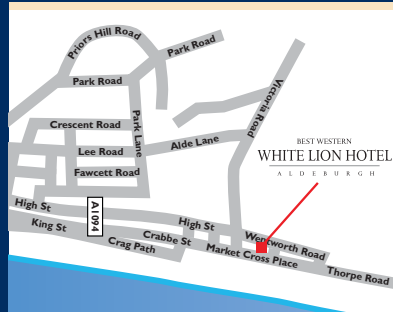 Priors Hill Road
Park Road
Park Road
Victoria Road
Crescent Road
Park Lane
Alde Lane
Lee Road
Fawcett Road
BEST WESTERN
WHITE LION HOTEL
ALDEBURGH
High St
A1094
King St
High St
Crabbe St
Crag Path
Wentworth Road
Market Cross Place
Thorpe Road